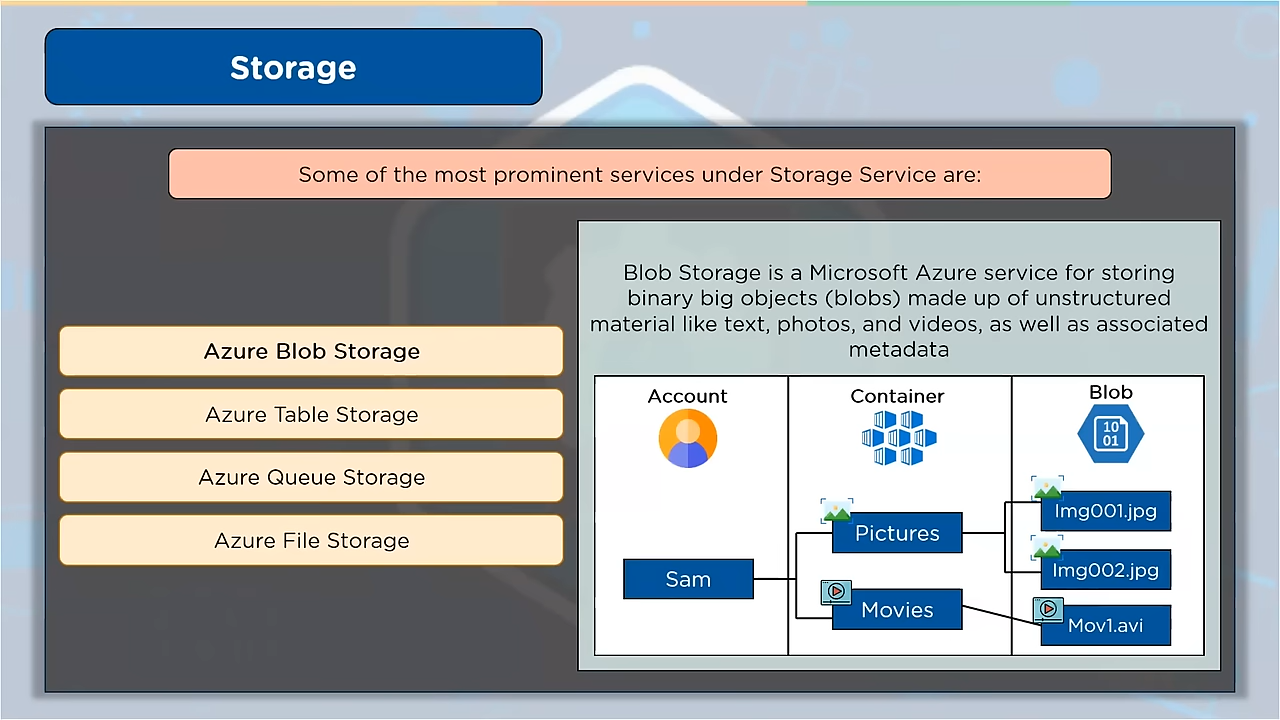 Storage
Some of the most prominent services under Storage Service are:
Azure Blob Storage
Azure Table Storage
Azure Queue Storage
Azure File Storage
Blob Storage is a Microsoft Azure service for storing
binary big objects (blobs) made up of unstructured
material like text, photos, and videos, as well as associated
metadata
Account
Container
Blob
10
01
Sam
Pictures
Movies
Img001.jpg
Img002.jpg
Mov1.avi